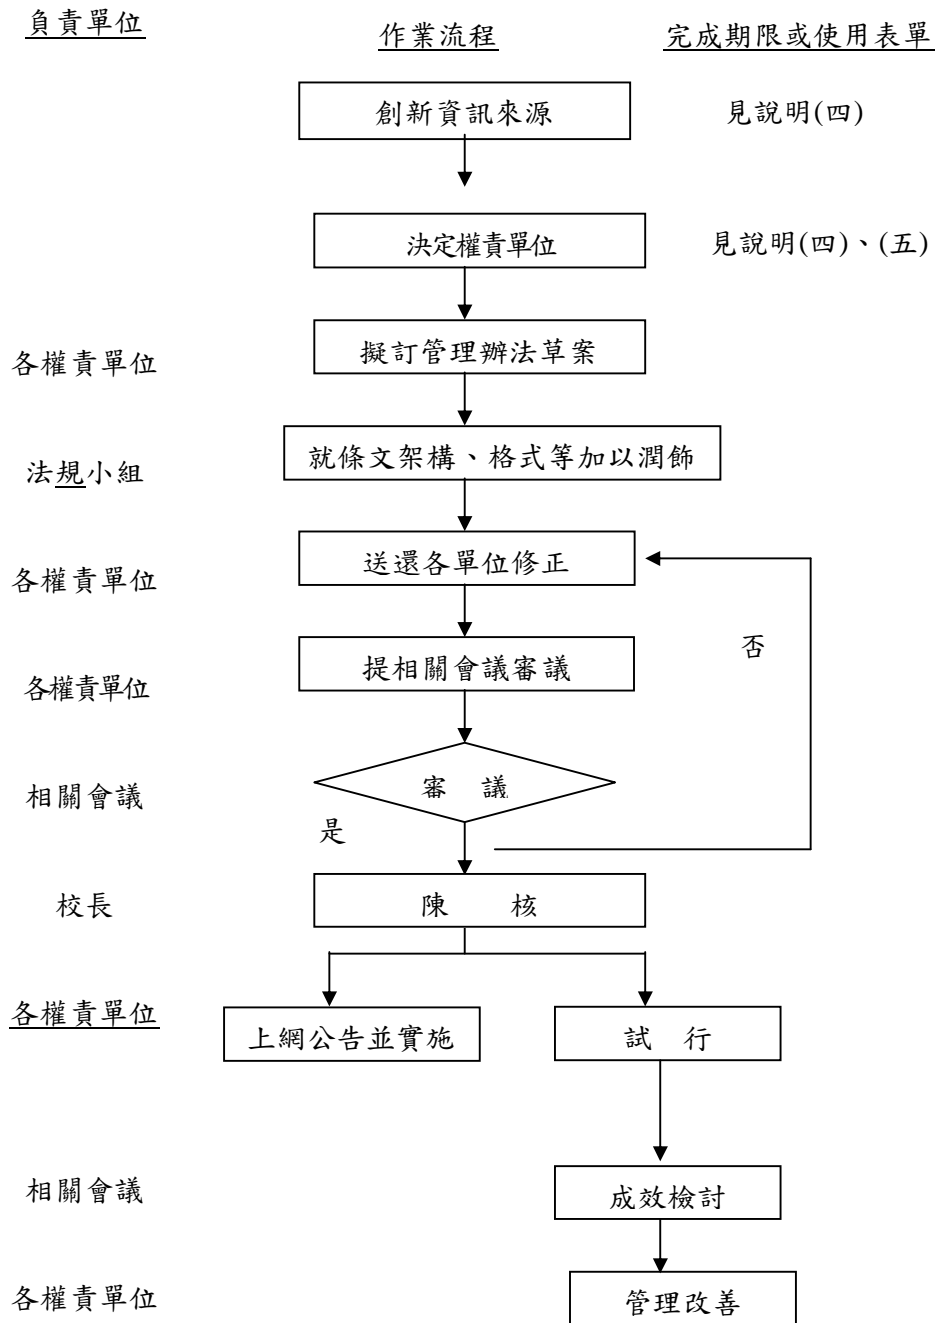 負責單位 作業流程 完成期限或使用表單
創新資訊來源 見說明(四)
決定權責單位 見說明(四)、(五)
各權責單位 擬訂管理辦法草案
法規小組 就條文架構、格式等加以潤飾
各權責單位 送還各單位修正
否
各權責單位 提相關會議審議
相關會議 審 議
是
校長 陳 核
各權責單位 上網公告並實施 試 行
相關會議 成效檢討
各權責單位 管理改善